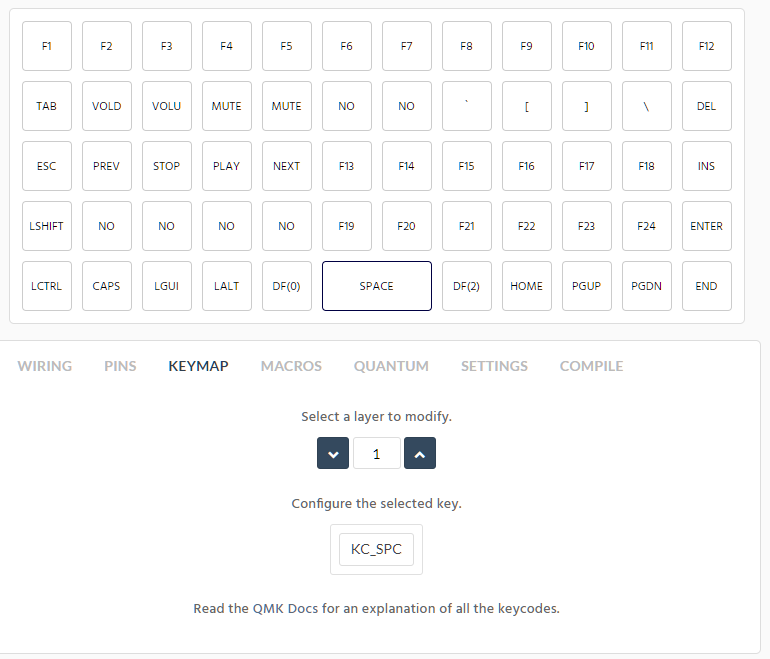 F1 F2 F3 F4 F5 F6 F7 F8 F9 F10 F11 F12
TAB VOLD VOLU MUTE MUTE NO NO ` [ ] \ DEL
ESC PREV STOP PLAY NEXT F13 F14 F15 F16 F17 F18 INS
LSHIFT NO NO NO NO F19 F20 F21 F22 F23 F24 ENTER
LCTRL CAPS LGUI LALT DF(0) SPACE DF(2) HOME PGUP PGDN END
WIRING PINS KEYMAP MACROS QUANTUM SETTINGS COMPILE
Select a layer to modify.
1
Configure the selected key.
KC_SPC
Read the QMK Docs for an explanation of all the keycodes.